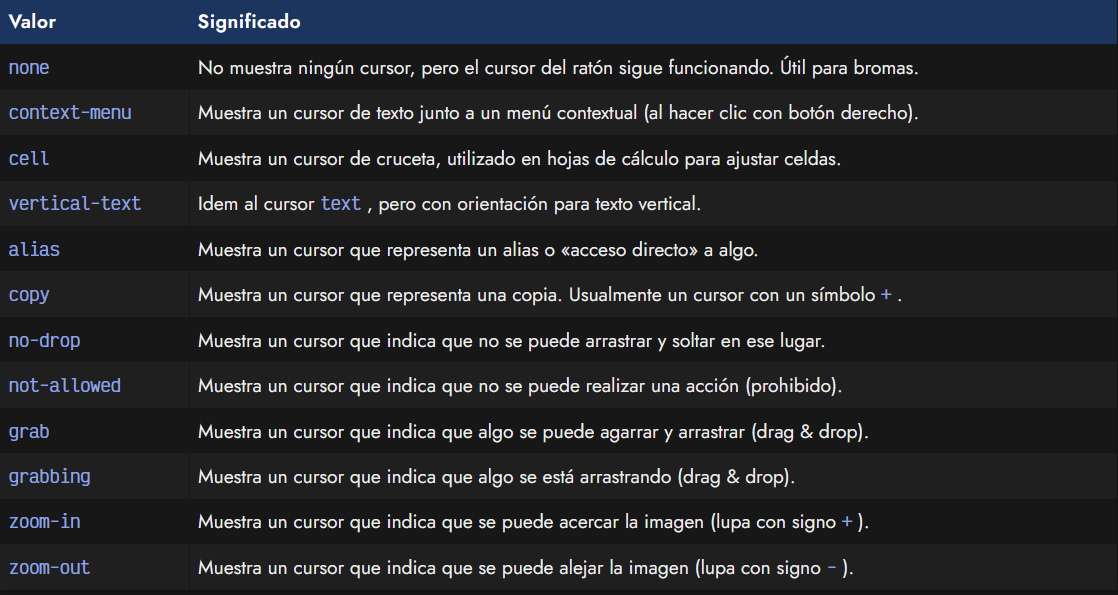 Valor Significado
none No muestra ningún cursor, pero el cursor del ratón sigue funcionando. Útil para bromas.
context-menu Muestra un cursor de texto junto a un menú contextual (al hacer clic con botón derecho).
cell Muestra un cursor de cruceta, utilizado en hojas de cálculo para ajustar celdas.
vertical-text Idem al cursor text , pero con orientación para texto vertical.
alias Muestra un cursor que representa un alias o «acceso directo» a algo.
copy Muestra un cursor que representa una copia. Usualmente un cursor con un símbolo + .
no-drop Muestra un cursor que indica que no se puede arrastrar y soltar en ese lugar.
not-allowed Muestra un cursor que indica que no se puede realizar una acción (prohibido).
grab Muestra un cursor que indica que algo se puede agarrar y arrastrar (drag & drop).
grabbing Muestra un cursor que indica que algo se está arrastrando (drag & drop).
zoom-in Muestra un cursor que indica que se puede acercar la imagen (lupa con signo + ).
zoom-out Muestra un cursor que indica que se puede alejar la imagen (lupa con signo - ).